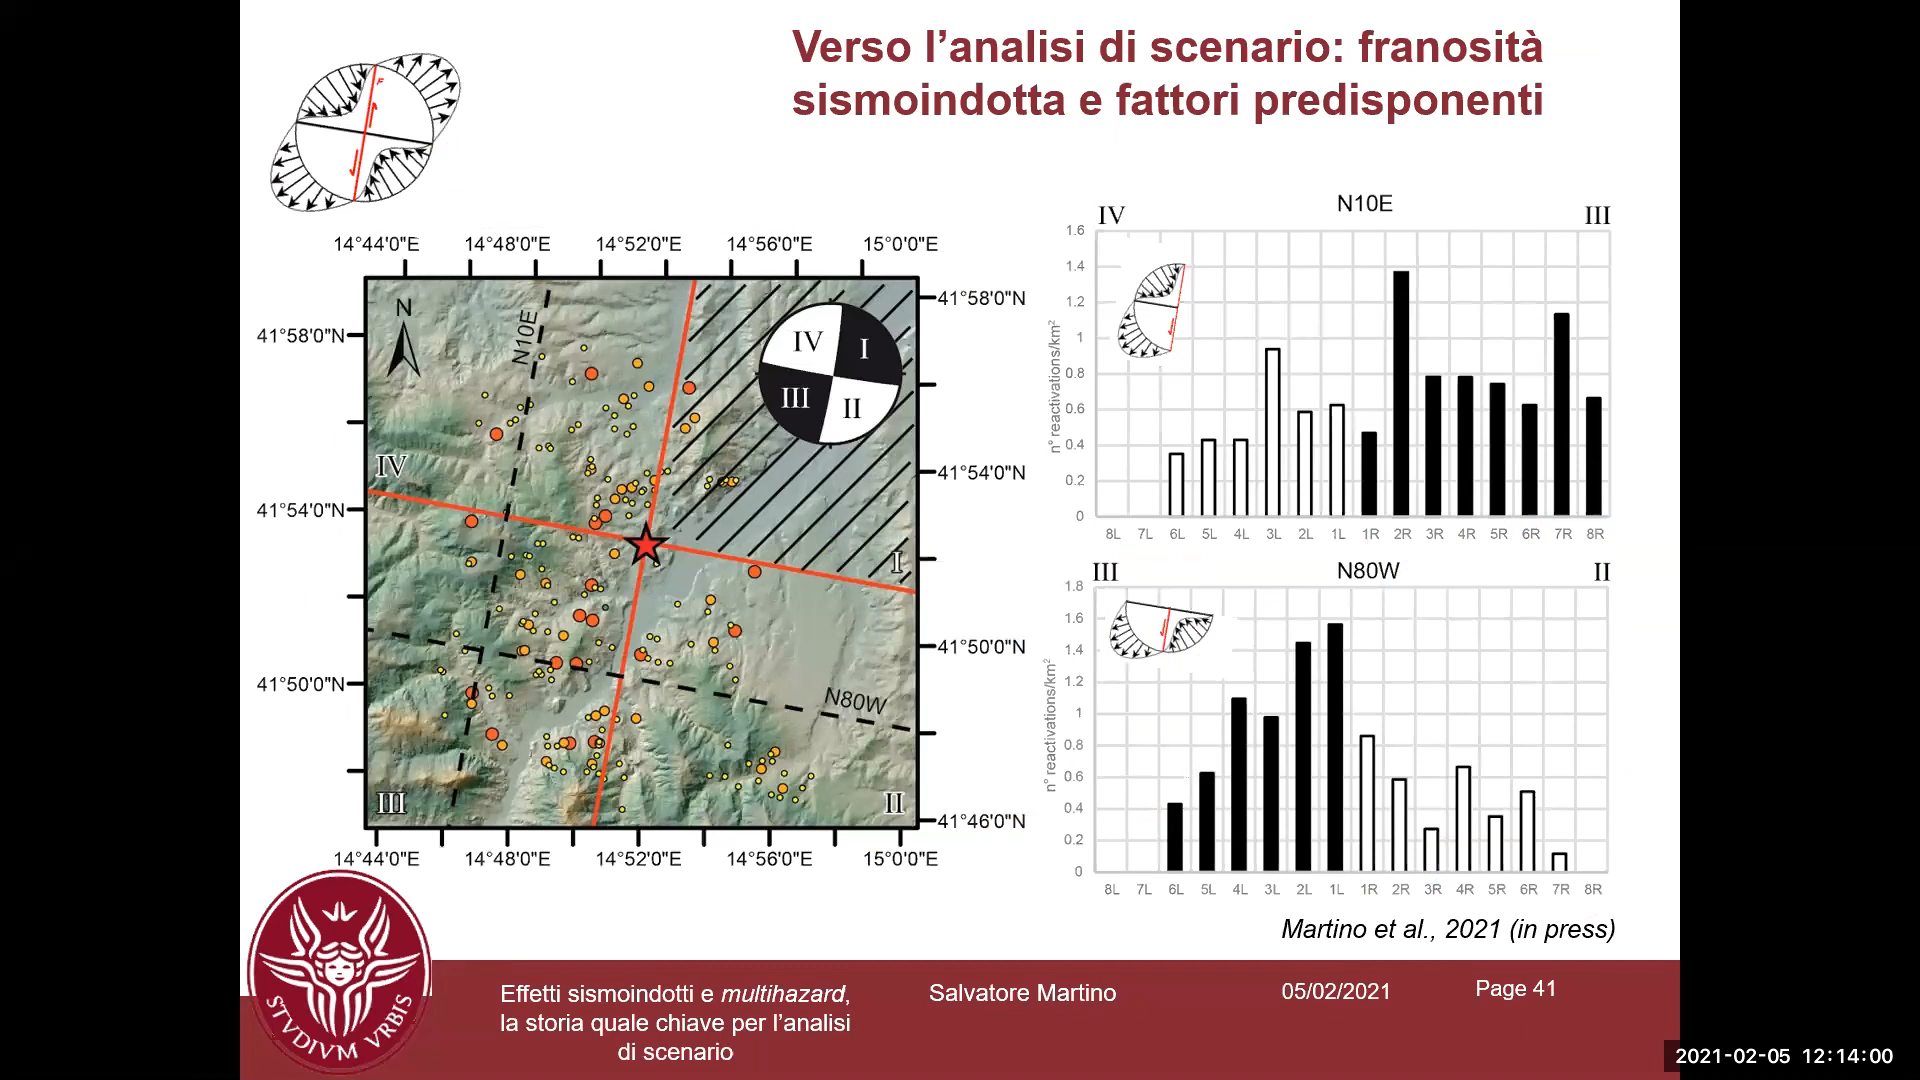 Verso l’analisi di scenario: franosità
sismoindotta e fattori predisponenti
F
14°44'0"E 14°48'0"E 14°52'0"E 14°56'0"E 15°0'0"E
N
N10E
41°58'0"N
41°58'0"N
IV I
III II
IV
41°54'0"N
41°54'0"N
I
41°50'0"N
41°50'0"N
N80W
III
II
41°46'0"N
14°44'0"E 14°48'0"E 14°52'0"E 14°56'0"E 15°0'0"E
IV N10E III
n° reactivations/km²
1.6
1.4
1.2
1
0.8
0.6
0.4
0.2
0
8L 7L 6L 5L 4L 3L 2L 1L 1R 2R 3R 4R 5R 6R 7R 8R
III N80W II
n° reactivations/km²
1.8
1.6
1.4
1.2
1
0.8
0.6
0.4
0.2
0
8L 7L 6L 5L 4L 3L 2L 1L 1R 2R 3R 4R 5R 6R 7R 8R
Martino et al., 2021 (in press)
STVDIVM VRBIS
Effetti sismoindotti e multihazard,
la storia quale chiave per l’analisi
di scenario
Salvatore Martino
05/02/2021
Page 41
2021-02-05 12:14:00